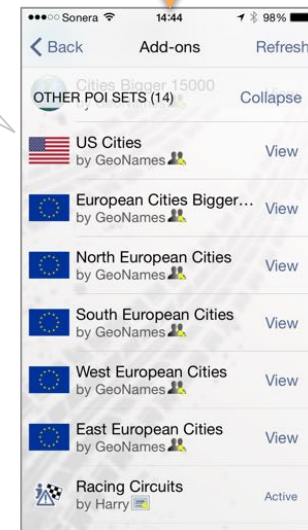 Sonera 14:44 98%
Back Add-ons Refresh
Cities Bigger 15000
OTHER POI SETS (14) Collapse
US Cities
by GeoNames
View
European Cities Bigger...
by GeoNames
View
North European Cities
by GeoNames
View
South European Cities
by GeoNames
View
West European Cities
by GeoNames
View
East European Cities
by GeoNames
View
Racing Circuits
by Harry
Active